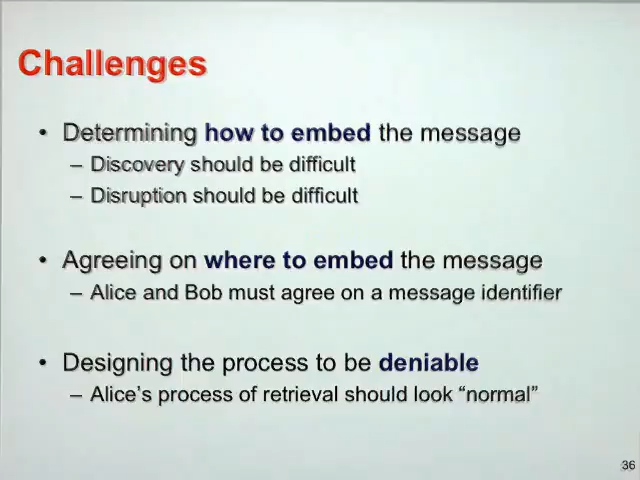 Challenges
• Determining how to embed the message
– Discovery should be difficult
– Disruption should be difficult
• Agreeing on where to embed the message
– Alice and Bob must agree on a message identifier
• Designing the process to be deniable
– Alice's process of retrieval should look “normal”
36